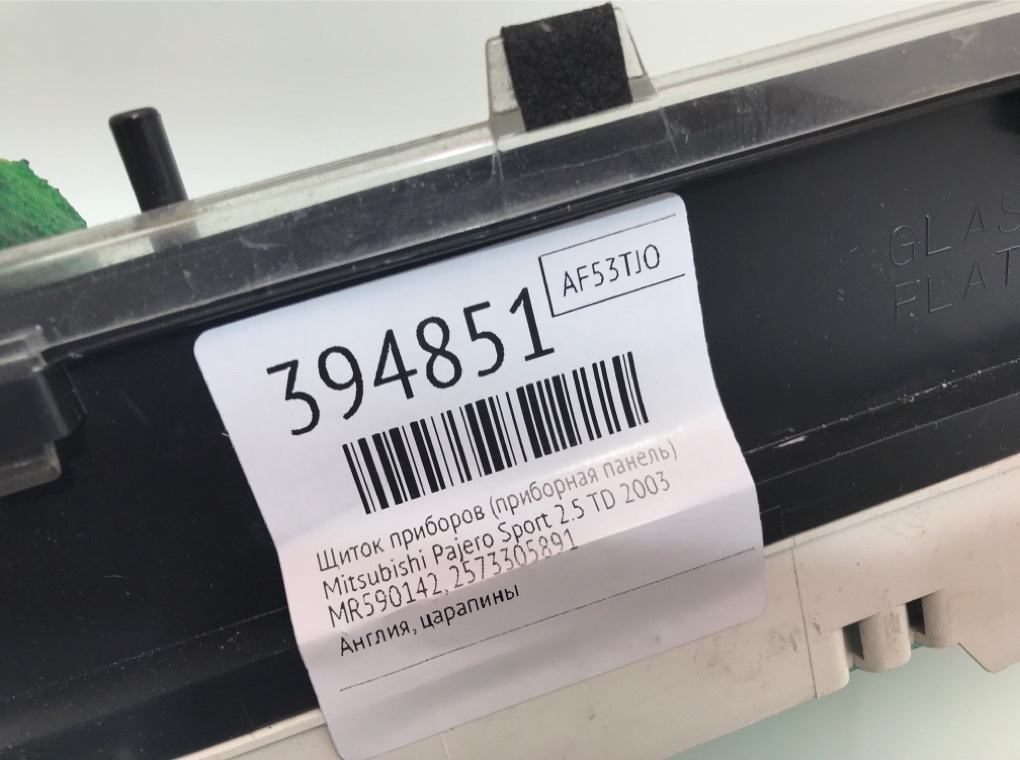 AF53TJO
394851
Щиток приборов (приборная панель)
Mitsubishi Pajero Sport 2.5 TD 2003
MR590142, 2573305891
Англия, царапины
GLAS
FLAT